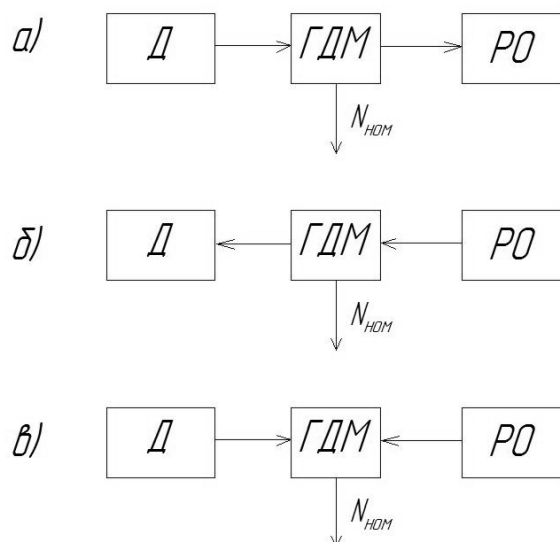 а) Д ГДМ РО
Nном
б) Д ГДМ РО
Nном
в) Д ГДМ РО
Nном